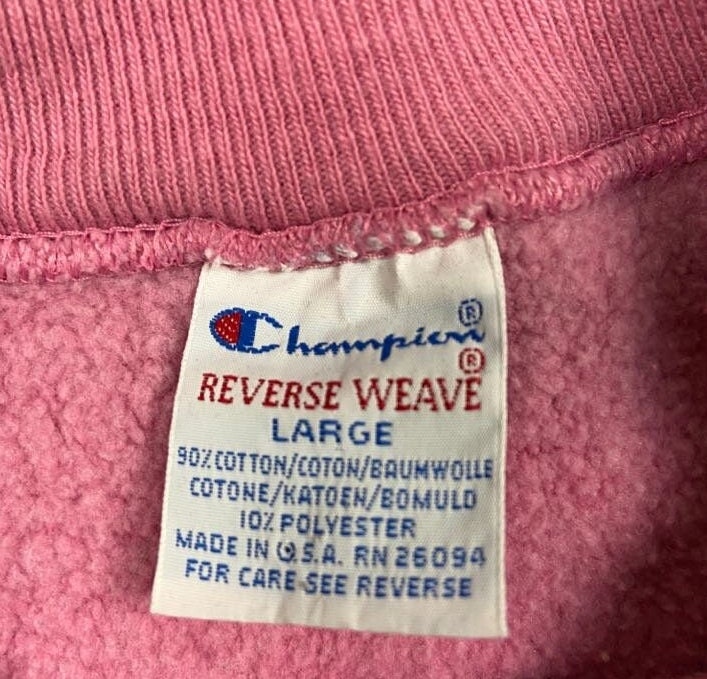 Champion®
REVERSE WEAVE®
LARGE
90% COTTON/COTON/BAUMWOLLE
COTONE/KATOEN/BOMULD
10% POLYESTER
MADE IN U.S.A. RN 26094
FOR CARE SEE REVERSE